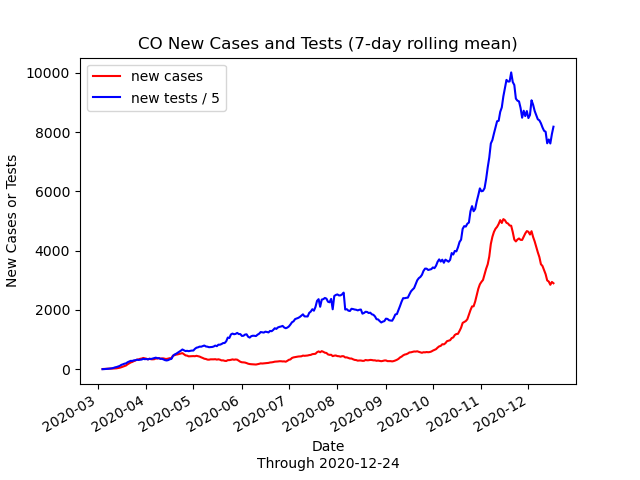 CO New Cases and Tests (7-day rolling mean)
new cases
new tests / 5
10000
8000
6000
4000
2000
0
New Cases or Tests
2020-03
2020-04
2020-05
2020-06
2020-07
2020-08
2020-09
2020-10
2020-11
2020-12
Date
Through 2020-12-24